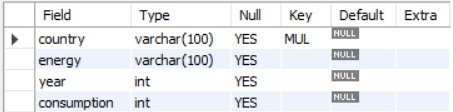 Field Type Null Key Default Extra
country varchar(100) YES MUL NULL
energy varchar(100) YES NULL
year int YES NULL
consumption int YES NULL